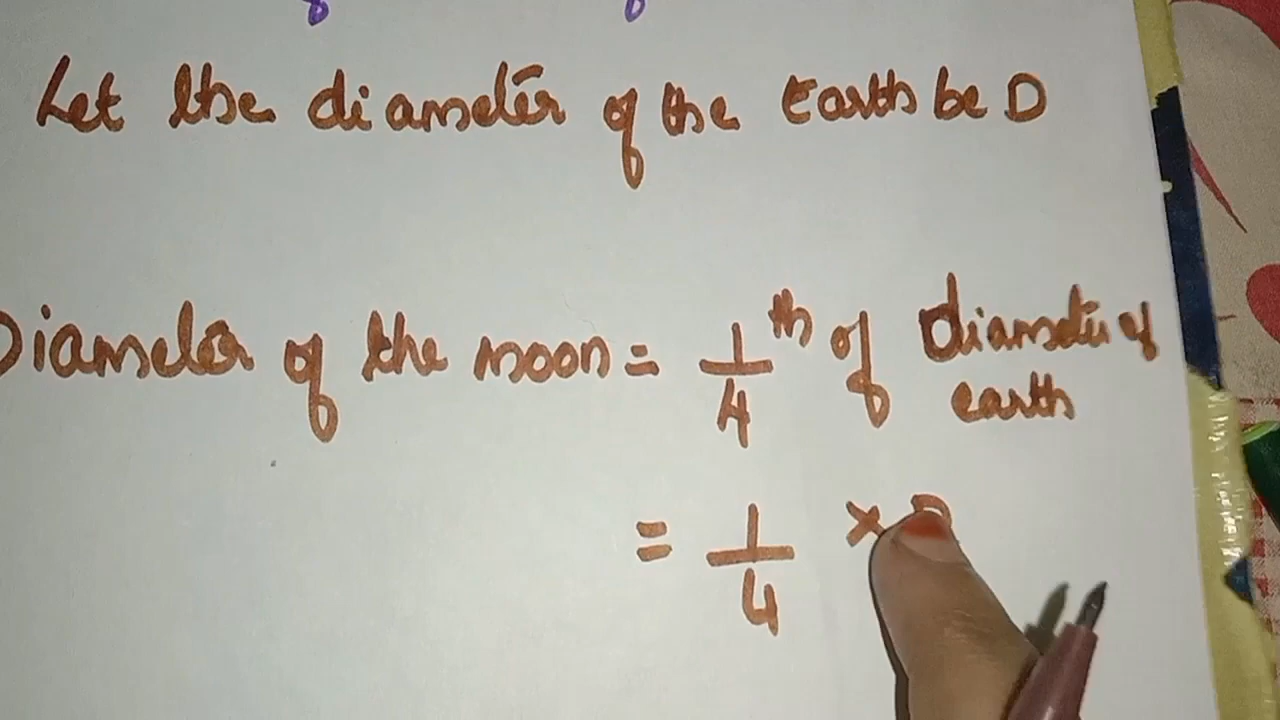 Let the diameter of the Earth be D
Diameter of the moon = 1/4 th of diameter of
earth
= 1/4 ×